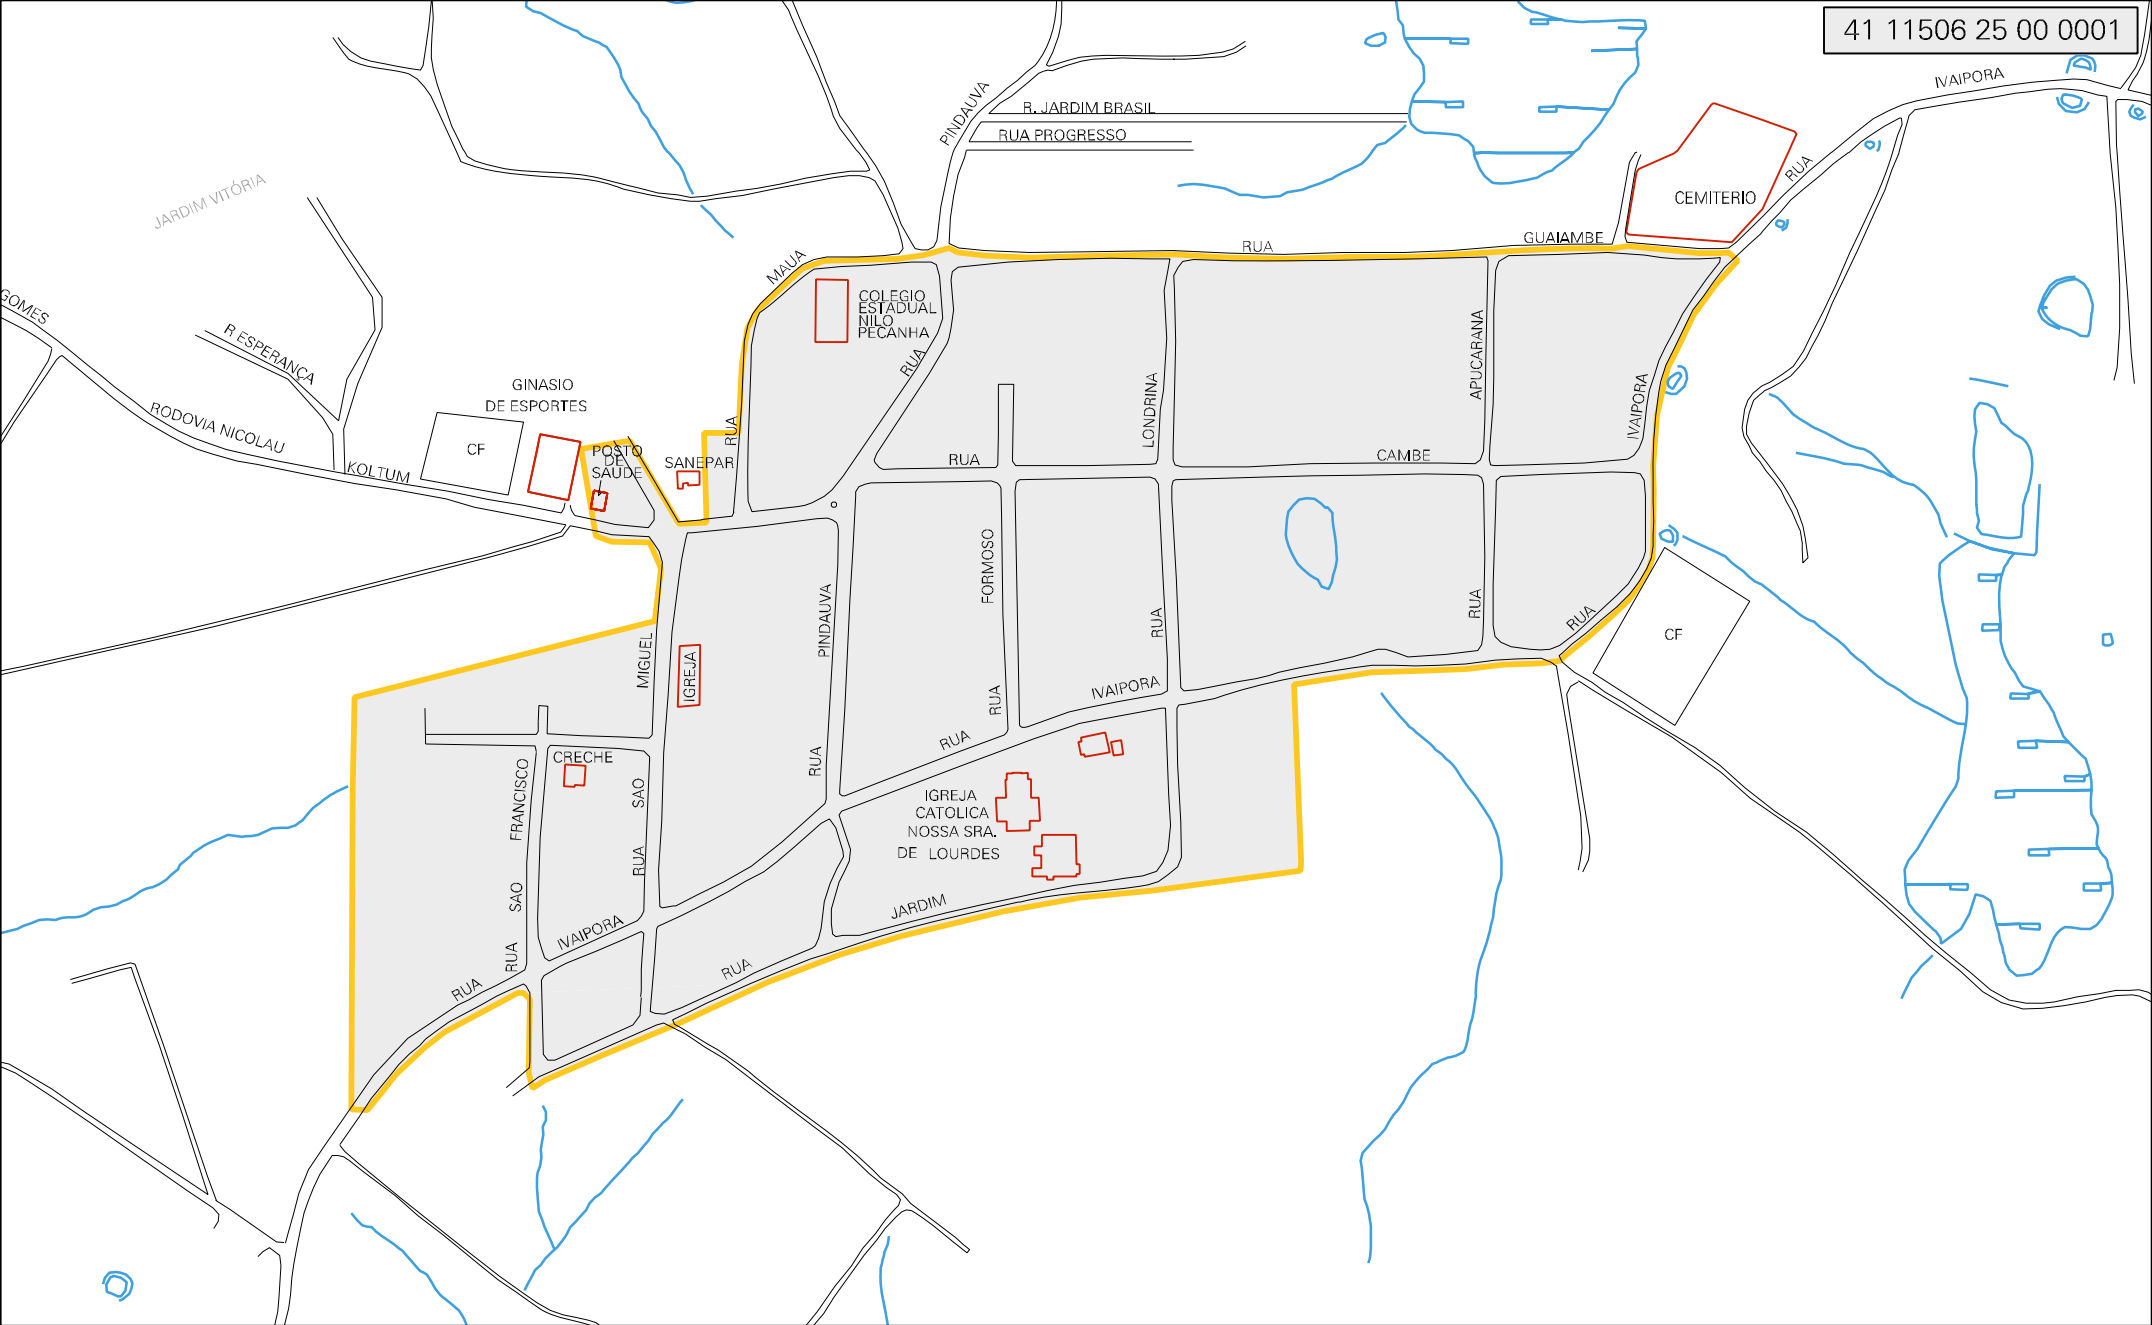 41 11506 25 00 0001
IVAIPORA
PINDAUVA
R. JARDIM BRASIL
RUA PROGRESSO
RUA
JARDIM VITÓRIA
CEMITERIO
GUAIAMBE
RUA
MAUA
COLEGIO
ESTADUAL
NILO
PECANHA
GOMES
R ESPERANÇA
RUA
APUCARANA
LONDRINA
IVAIPORA
GINASIO
DE ESPORTES
RODOVIA NICOLAU
KOLTUM
CF
POSTO
DE
SAUDE
SANEPAR
RUA
RUA
CAMBE
FORMOSO
PINDAUVA
RUA
RUA
RUA
CF
MIGUEL
IGREJA
RUA
IVAIPORA
RUA
RUA
CRECHE
FRANCISCO
SAO
IGREJA
CATOLICA
NOSSA SRA.
DE LOURDES
RUA
SAO
JARDIM
IVAIPORA
RUA
RUA
RUA